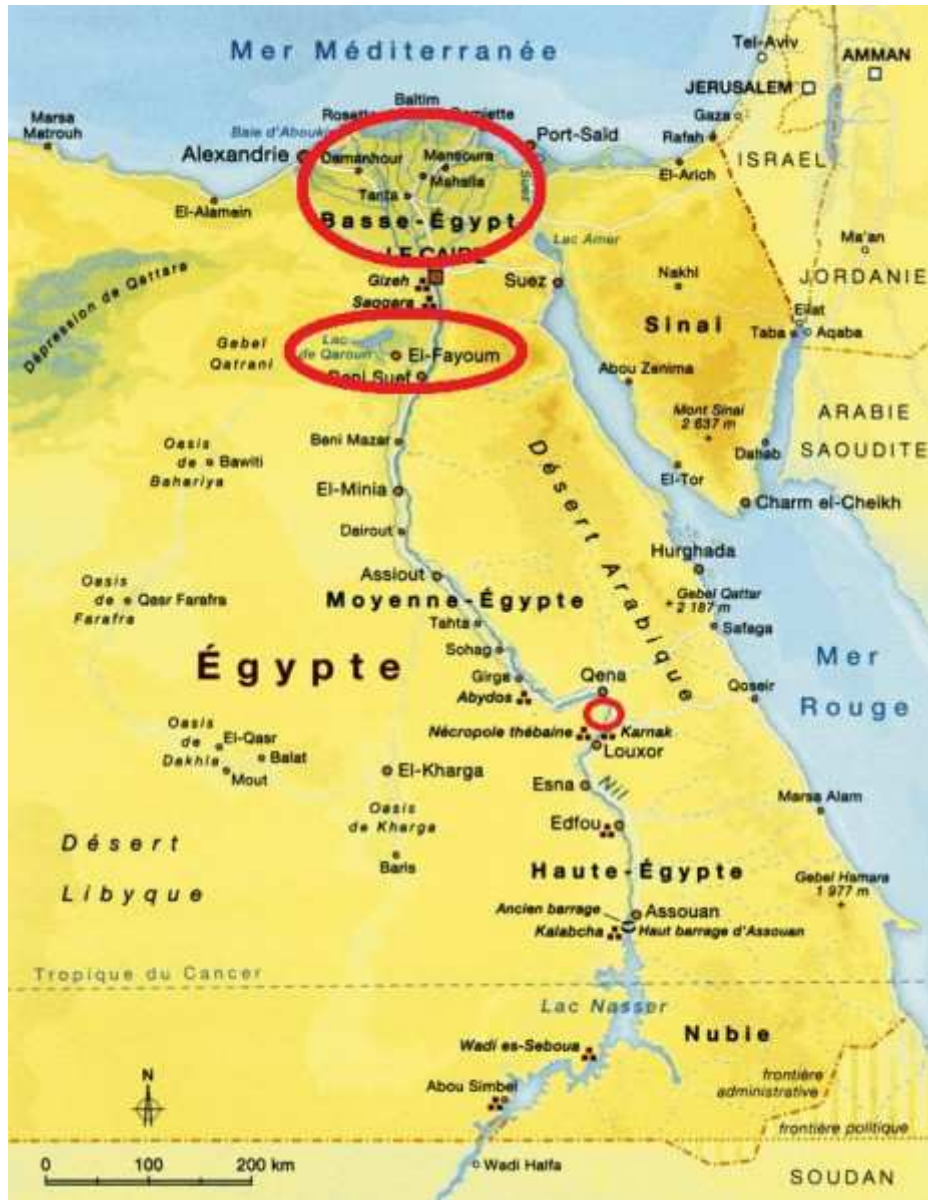 Mer Méditerranée
Tel-Aviv
AMMAN
JERUSALEM
Marsa
Matrouh
Baltim
Gaza
Rafah
Port-Saïd
Alexandrie
Damanhour
Mansoura
Mahalla
Tanta
Suez
El-Arich
ISRAEL
El-Alamein
Basse-Égypt
Lac Amer
Ma'an
LE CAIRE
Gizeh
Saqqara
Suez
Nakhl
JORDANIE
Dépression de Qattara
Sinai
Eilat
Taba
Aqaba
Gebel
Qatrani
Lac
de Qaroun
El-Fayoum
Beni Suef
Abou Zenima
Mont Sinai
2 637 m
ARABIE
SAOUDITE
Beni Mazar
Oasis
de Bawiti
Bahariya
Désert Arabique
Dahab
El-Tor
El-Minia
Charm el-Cheikh
Dairout
Hurghada
Assiout
Gebel Qattar
2 187 m
Oasis
de Qasr Farafra
Farafra
Moyenne-Égypte
Tahta
Safaga
Sohag
Égypte
Mer
Rouge
Girga
Abydos
Qena
Qoseir
Nécropole thébaine
Karnak
Louxor
Oasis
de El-Qasr
Dakhla
Balat
Mout
El-Kharga
Esna
Nil
Marsa Alam
Oasis
de Kharga
Edfou
Désert
Libyque
Baris
Haute-Égypte
Gebel Hamara
1 977 m
Ancien barrage
Assouan
Kalabcha
Haut barrage d'Assouan
Tropique du Cancer
Lac Nasser
Nubie
Wadi es-Seboua
N
Abou Simbel
frontière
administrative
frontière politique
0 100 200 km
Wadi Halfa
SOUDAN